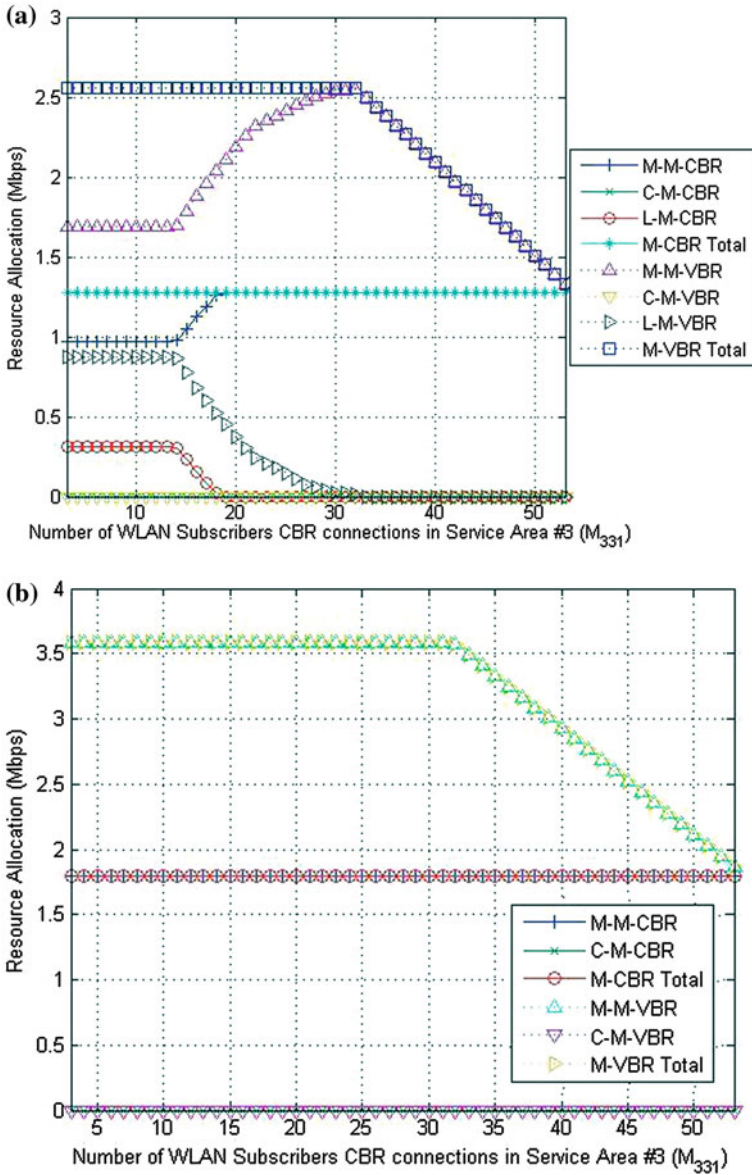 (a)
3
2.5
2
1.5
1
0.5
0
Resource Allocation (Mbps)
10 20 30 40 50
Number of WLAN Subscribers CBR connections in Service Area #3 (M331)
M-M-CBR
C-M-CBR
L-M-CBR
M-CBR Total
M-M-VBR
C-M-VBR
L-M-VBR
M-VBR Total
(b)
4
3.5
3
2.5
2
1.5
1
0.5
0
Resource Allocation (Mbps)
5 10 15 20 25 30 35 40 45 50
Number of WLAN Subscribers CBR connections in Service Area #3 (M331)
M-M-CBR
C-M-CBR
M-CBR Total
M-M-VBR
C-M-VBR
M-VBR Total